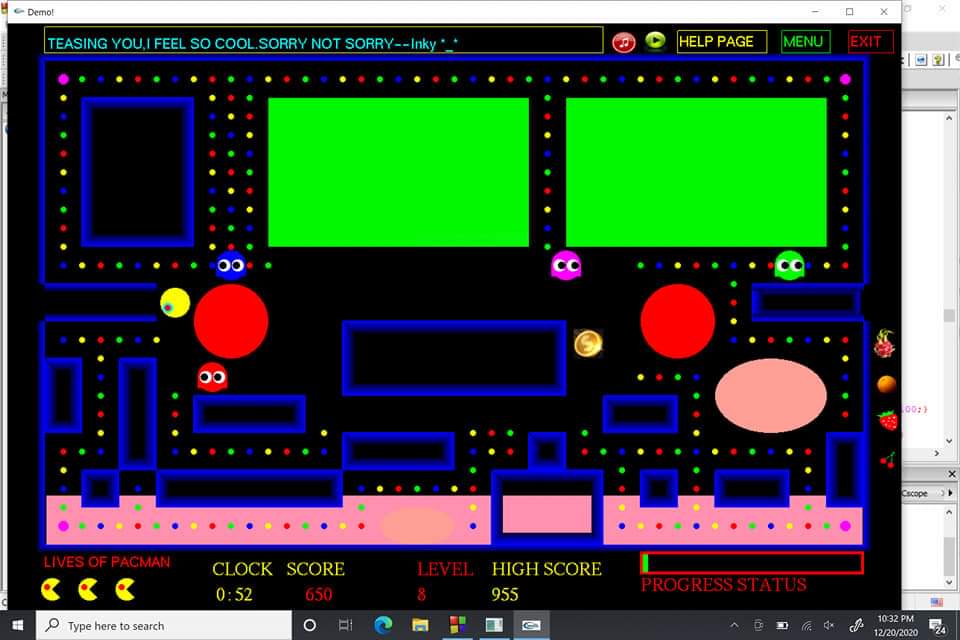 Demo!
TEASING YOU,I FEEL SO COOL.SORRY NOT SORRY--Inky *_*
HELP PAGE
MENU
EXIT
00;)
Cscope
LIVES OF PACMAN
CLOCK SCORE LEVEL HIGH SCORE
0:52 650 8 955
PROGRESS STATUS
Type here to search
10:32 PM
12/20/2020
24